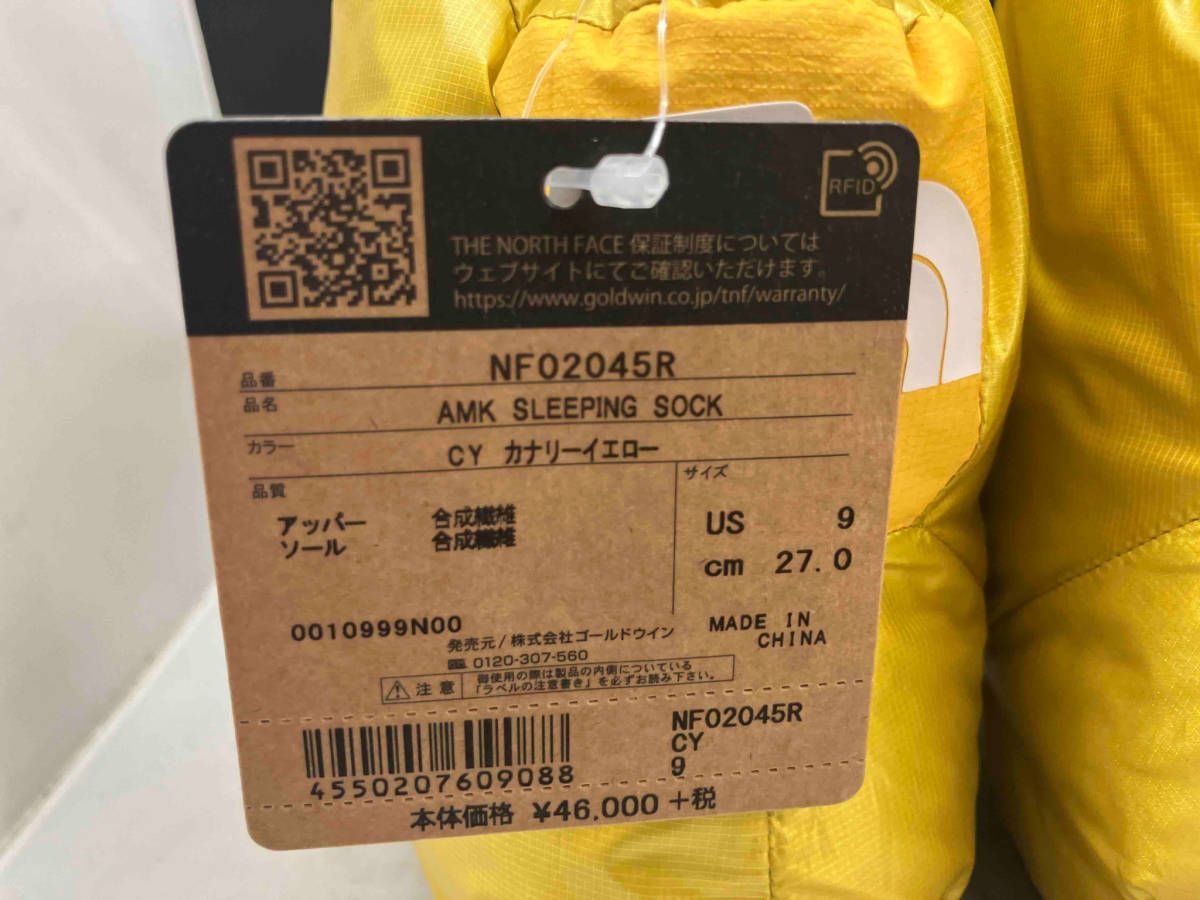 RFID
THE NORTH FACE 保証制度については
ウェブサイトにてご確認いただけます。
https://www.goldwin.co.jp/tnf/warranty/
品番 NF02045R
品名 AMK SLEEPING SOCK
カラー CY カナリーイエロー
品質
アッパー 合成繊維
ソール 合成繊維
サイズ
US 9
cm 27.0
0010999N00
MADE IN
CHINA
発売元/株式会社ゴールドウイン
0120-307-560
注意
御使用の際は製品の内側についている
「ラベルの注意書き」を必ずお読み下さい。
NF02045R
CY
9
4550207609088
本体価格 ¥46,000 +税